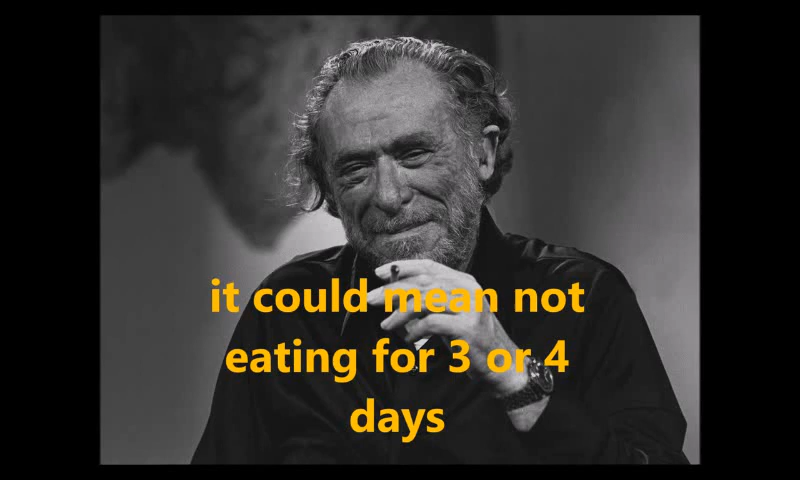 it could mean not
eating for 3 or 4
days